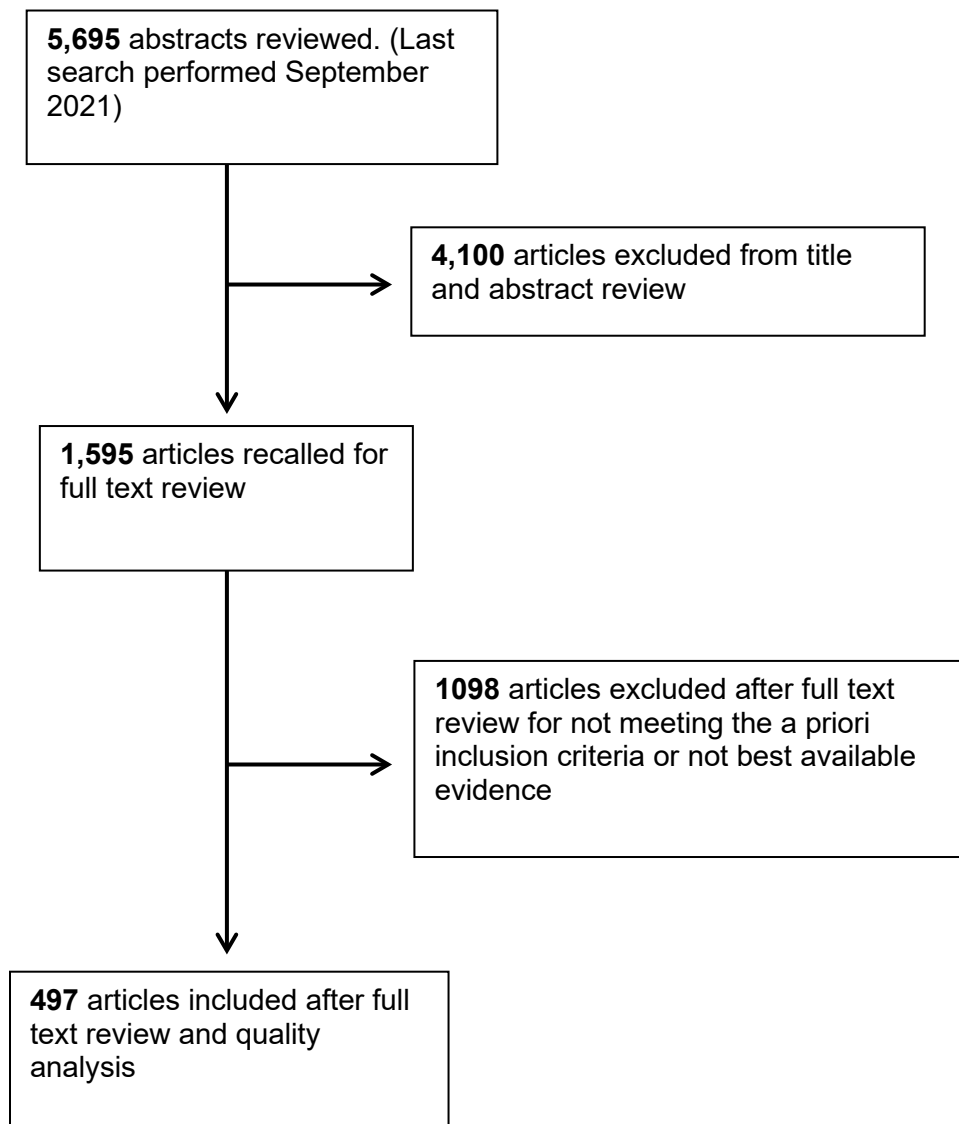 5,695 abstracts reviewed. (Last
search performed September
2021)
4,100 articles excluded from title
and abstract review
1,595 articles recalled for
full text review
1098 articles excluded after full text
review for not meeting the a priori
inclusion criteria or not best available
evidence
497 articles included after full
text review and quality
analysis